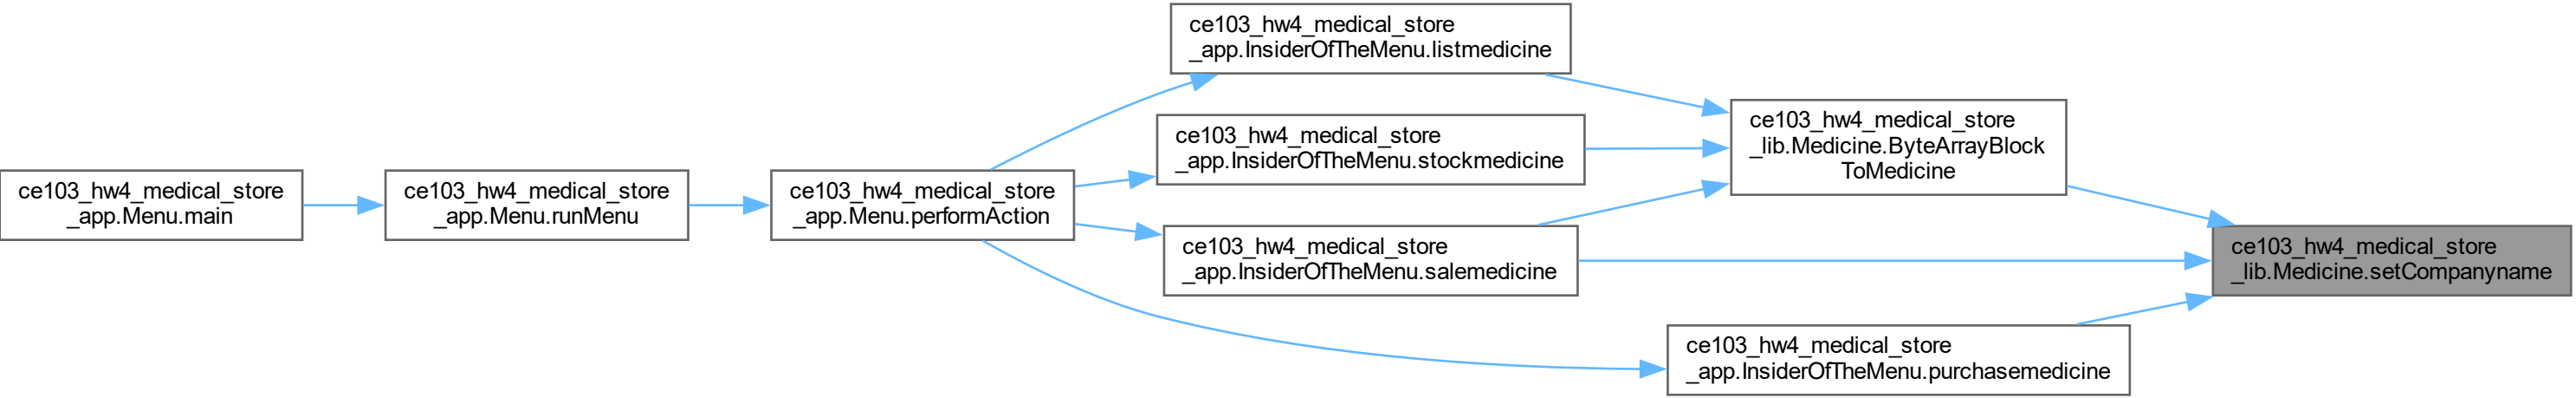 ce103_hw4_medical_store
_app.Menu.main
ce103_hw4_medical_store
_app.Menu.runMenu
ce103_hw4_medical_store
_app.Menu.performAction
ce103_hw4_medical_store
_app.InsiderOfTheMenu.listmedicine
ce103_hw4_medical_store
_app.InsiderOfTheMenu.stockmedicine
ce103_hw4_medical_store
_app.InsiderOfTheMenu.salemedicine
ce103_hw4_medical_store
_app.InsiderOfTheMenu.purchasemedicine
ce103_hw4_medical_store
_lib.Medicine.ByteArrayBlock
ToMedicine
ce103_hw4_medical_store
_lib.Medicine.setCompanyname